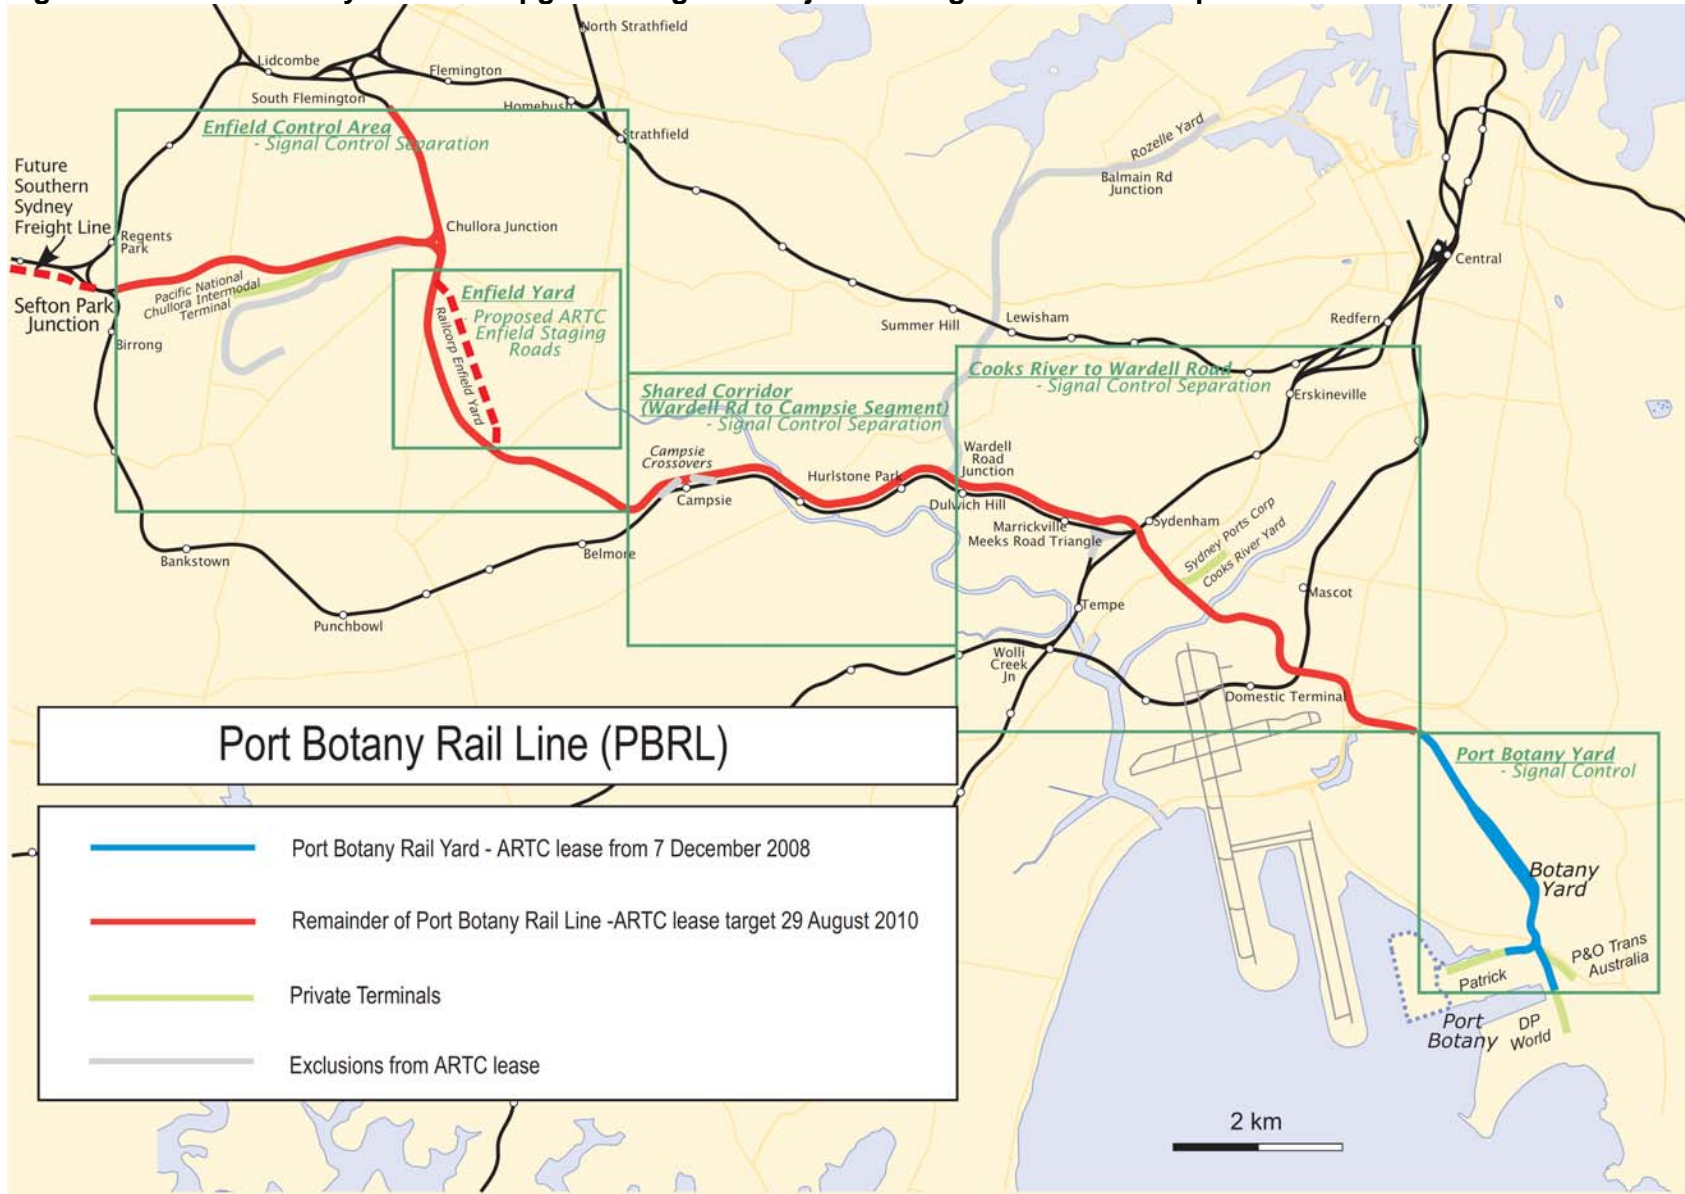 North Strathfield
Lidcombe
Flemington
South Flemington
Homebush
Strathfield
Enfield Control Area
- Signal Control Separation
Rozelle Yard
Balmain Rd
Junction
Future
Southern
Sydney
Freight Line
Regents
Park
Chullora Junction
Central
Pacific National
Chullora Intermodal
Terminal
Sefton Park
Junction
Birrong
Enfield Yard
- Proposed ARTC
Enfield Staging
Roads
Railcorp Enfield Yard
Summer Hill
Lewisham
Redfern
Cooks River to Wardell Road
- Signal Control Separation
Erskineville
Shared Corridor
(Wardell Rd to Campsie Segment)
- Signal Control Separation
Campsie
Crossovers
Campsie
Hurlstone Park
Wardell
Road
Junction
Dulwich Hill
Marrickville
Meeks Road Triangle
Sydenham
Sydney Ports Corp
Cooks River Yard
Bankstown
Belmore
Punchbowl
Tempe
Mascot
Wolli
Creek
Jn
Domestic Terminal
Port Botany Yard
- Signal Control
Botany
Yard
P&O Trans
Australia
Patrick
Port
Botany
DP
World
Port Botany Rail Line (PBRL)
Port Botany Rail Yard - ARTC lease from 7 December 2008
Remainder of Port Botany Rail Line -ARTC lease target 29 August 2010
Private Terminals
Exclusions from ARTC lease
2 km